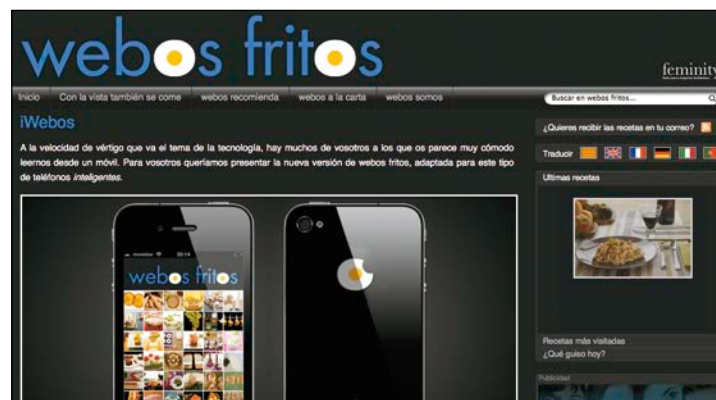 webos fritos
feminity
Inicio
Con la vista también se come
webos recomienda
webos a la carta
webos somos
Buscar en webos fritos...
iWebos
A la velocidad de vértigo que va el tema de la tecnología, hay muchos de vosotros a los que os parece muy cómodo
leernos desde un móvil. Para vosotros queríamos presentar la nueva versión de webos fritos, adaptada para este tipo
de teléfonos inteligentes.
¿Quieres recibir las recetas en tu correo?
Traducir
Ultimas recetas
webos fritos
Recetas más visitadas
¿Qué guiso hoy?
Publicidad